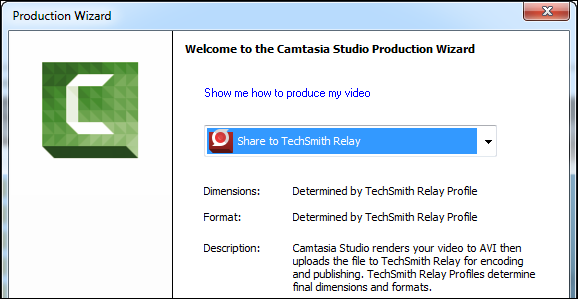 Production Wizard
Welcome to the Camtasia Studio Production Wizard
Show me how to produce my video
Share to TechSmith Relay
Dimensions: Determined by TechSmith Relay Profile
Format: Determined by TechSmith Relay Profile
Description: Camtasia Studio renders your video to AVI then
uploads the file to TechSmith Relay for encoding
and publishing. TechSmith Relay Profiles determine
final dimensions and formats.